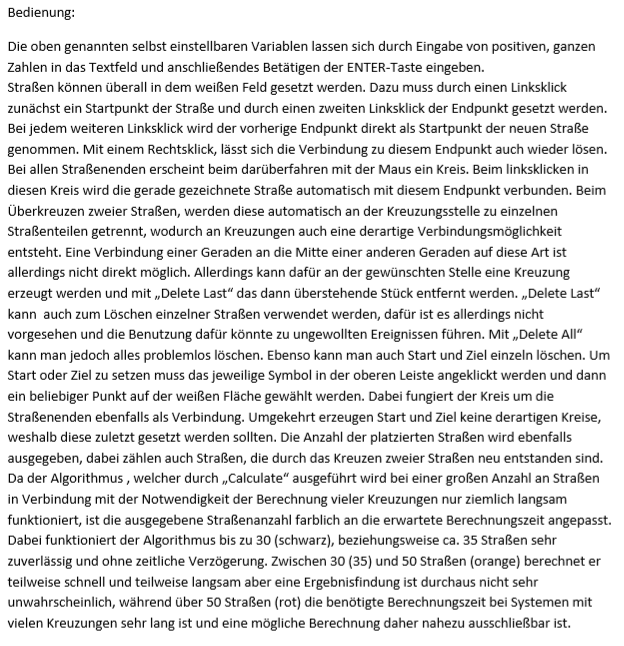 Bedienung:
Die oben genannten selbst einstellbaren Variablen lassen sich durch Eingabe von positiven, ganzen
Zahlen in das Textfeld und anschließendes Betätigen der ENTER-Taste eingeben.
Straßen können überall in dem weißen Feld gesetzt werden. Dazu muss durch einen Linksklick
zunächst ein Startpunkt der Straße und durch einen zweiten Linksklick der Endpunkt gesetzt werden.
Bei jedem weiteren Linksklick wird der vorherige Endpunkt direkt als Startpunkt der neuen Straße
genommen. Mit einem Rechtsklick, lässt sich die Verbindung zu diesem Endpunkt auch wieder lösen.
Bei allen Straßenenden erscheint beim darüberfahren mit der Maus ein Kreis. Beim linksklicken in
diesen Kreis wird die gerade gezeichnete Straße automatisch mit diesem Endpunkt verbunden. Beim
Überkreuzen zweier Straßen, werden diese automatisch an der Kreuzungsstelle zu einzelnen
Straßenteilen getrennt, wodurch an Kreuzungen auch eine derartige Verbindungsmöglichkeit
entsteht. Eine Verbindung einer Geraden an die Mitte einer anderen Geraden auf diese Art ist
allerdings nicht direkt möglich. Allerdings kann dafür an der gewünschten Stelle eine Kreuzung
erzeugt werden und mit „Delete Last“ das dann überstehende Stück entfernt werden. „Delete Last“
kann  auch zum Löschen einzelner Straßen verwendet werden, dafür ist es allerdings nicht
vorgesehen und die Benutzung dafür könnte zu ungewollten Ereignissen führen. Mit „Delete All“
kann man jedoch alles problemlos löschen. Ebenso kann man auch Start und Ziel einzeln löschen. Um
Start oder Ziel zu setzen muss das jeweilige Symbol in der oberen Leiste angeklickt werden und dann
ein beliebiger Punkt auf der weißen Fläche gewählt werden. Dabei fungiert der Kreis um die
Straßenenden ebenfalls als Verbindung. Umgekehrt erzeugen Start und Ziel keine derartigen Kreise,
weshalb diese zuletzt gesetzt werden sollten. Die Anzahl der platzierten Straßen wird ebenfalls
ausgegeben, dabei zählen auch Straßen, die durch das Kreuzen zweier Straßen neu entstanden sind.
Da der Algorithmus , welcher durch „Calculate“ ausgeführt wird bei einer großen Anzahl an Straßen
in Verbindung mit der Notwendigkeit der Berechnung vieler Kreuzungen nur ziemlich langsam
funktioniert, ist die ausgegebene Straßenanzahl farblich an die erwartete Berechnungszeit angepasst.
Dabei funktioniert der Algorithmus bis zu 30 (schwarz), beziehungsweise ca. 35 Straßen sehr
zuverlässig und ohne zeitliche Verzögerung. Zwischen 30 (35) und 50 Straßen (orange) berechnet er
teilweise schnell und teilweise langsam aber eine Ergebnisfindung ist durchaus nicht sehr
unwahrscheinlich, während über 50 Straßen (rot) die benötigte Berechnungszeit bei Systemen mit
vielen Kreuzungen sehr lang ist und eine mögliche Berechnung daher nahezu ausschließbar ist.